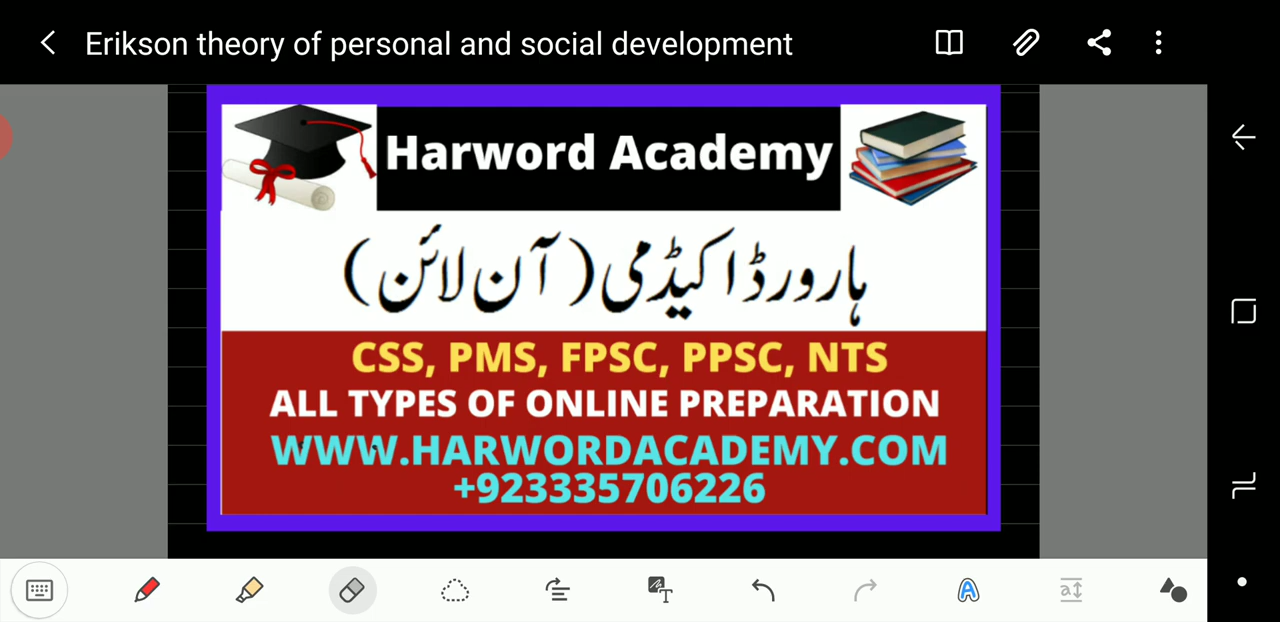 Erikson theory of personal and social development
Harword Academy
ہارورڈ اکیڈمی (آن لائن)
CSS, PMS, FPSC, PPSC, NTS
ALL TYPES OF ONLINE PREPARATION
WWW.HARWORDACADEMY.COM
+923335706226
T
A
a